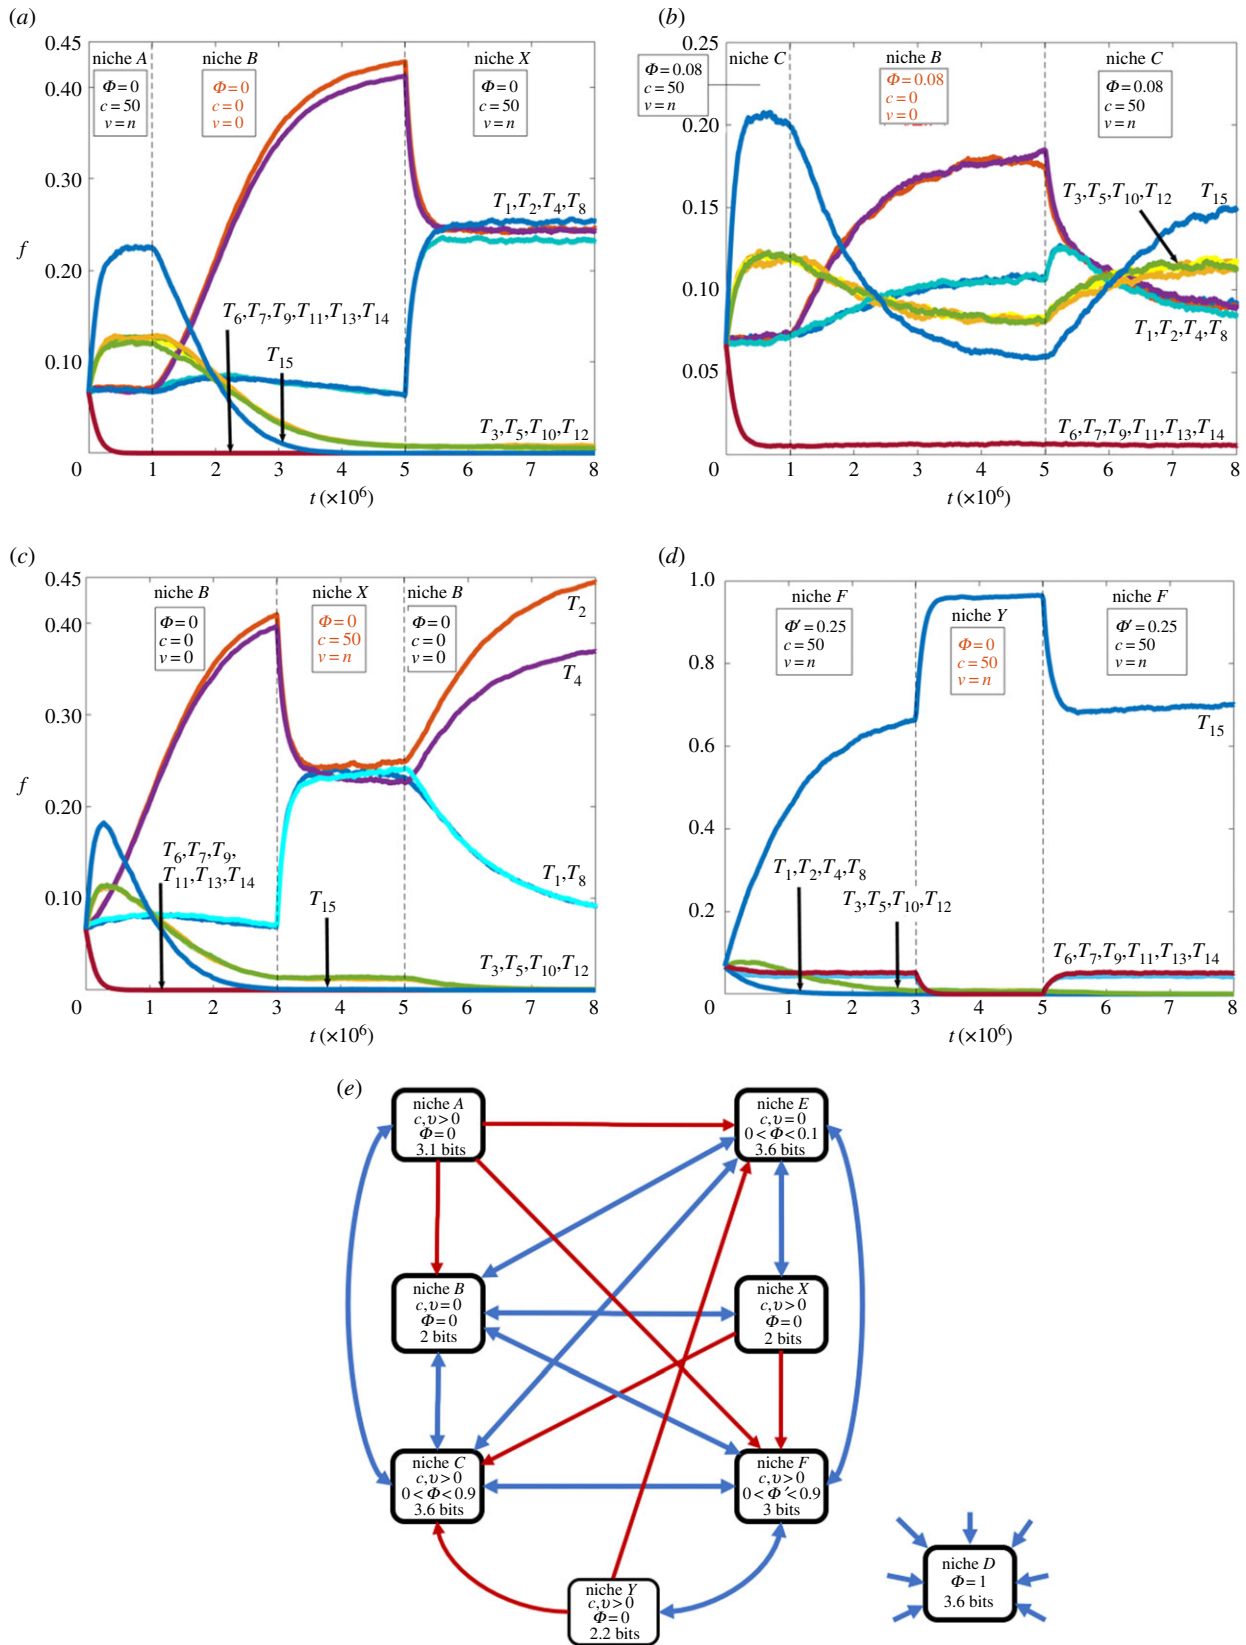 (a)
0.45
0.40
0.30
0.20
0.10
0
f
niche A
Φ = 0
c = 50
v = n
niche B
Φ = 0
c = 0
v = 0
niche X
Φ = 0
c = 50
v = n
T1,T2,T4,T8
T6,T7,T9,T11,T13,T14
T15
T3,T5,T10,T12
0 1 2 3 4 5 6 7 8
t (×10^6)
(b)
0.25
0.20
0.15
0.10
0.05
0
niche C
Φ = 0.08
c = 50
v = n
niche B
Φ = 0.08
c = 0
v = 0
niche C
Φ = 0.08
c = 50
v = n
T3,T5,
T10,T12
T15
T1,T2,T4,T8
T6,T7,T9,T11,T13,T14
0 1 2 3 4 5 6 7 8
t (×10^6)
(c)
0.45
0.40
0.30
0.20
0.10
0
f
niche B
Φ = 0
c = 0
v = 0
niche X
Φ = 0
c = 50
v = n
niche B
Φ = 0
c = 0
v = 0
T2
T4
T6,T7,T9,
T11,T13,T14
T1,T8
T15
T3,T5,T10,T12
0 1 2 3 4 5 6 7 8
t (×10^6)
(d)
1.0
0.8
0.6
0.4
0.2
0
niche F
Φ′ = 0.25
c = 50
v = n
niche Y
Φ = 0
c = 50
v = n
niche F
Φ′ = 0.25
c = 50
v = n
T15
T1,T2,T4,T8
T3,T5,T10,T12
T6,T7,T9,T11,T13,T14
0 1 2 3 4 5 6 7 8
t (×10^6)
(e)
niche A
c, υ > 0
Φ = 0
3.1 bits
niche E
c, υ = 0
0 < Φ < 0.1
3.6 bits
niche B
c, υ = 0
Φ = 0
2 bits
niche X
c, υ > 0
Φ = 0
2 bits
niche C
c, υ > 0
0 < Φ < 0.9
3.6 bits
niche F
c, υ > 0
0 < Φ′ < 0.9
3 bits
niche Y
c, υ > 0
Φ = 0
2.2 bits
niche D
Φ = 1
3.6 bits